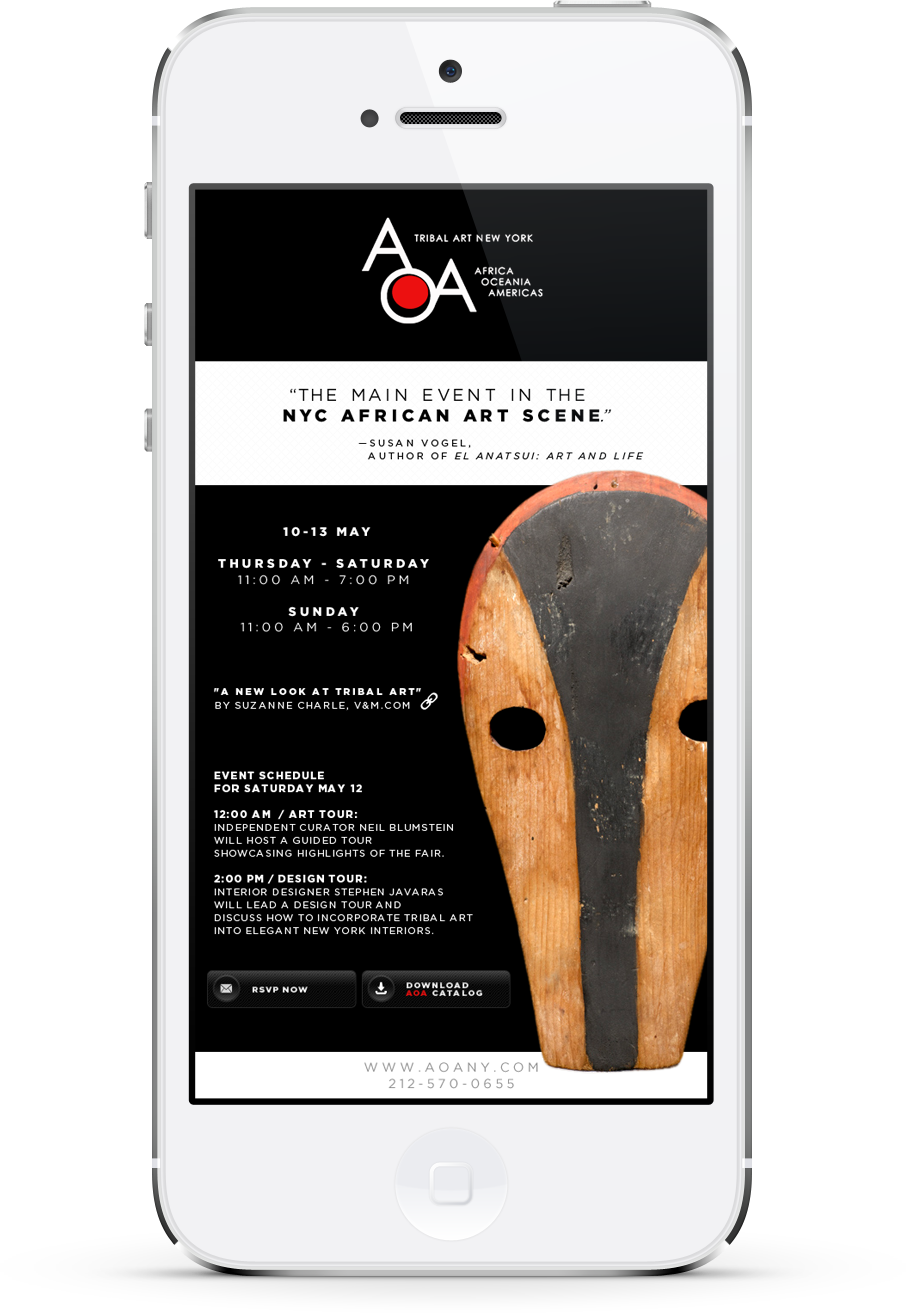 TRIBAL ART NEW YORK
AOA
AFRICA
OCEANIA
AMERICAS
“THE MAIN EVENT IN THE
NYC AFRICAN ART SCENE.”
—SUSAN VOGEL,
AUTHOR OF EL ANATSUI: ART AND LIFE
10-13 MAY
THURSDAY - SATURDAY
11:00 AM - 7:00 PM
SUNDAY
11:00 AM - 6:00 PM
"A NEW LOOK AT TRIBAL ART"
BY SUZANNE CHARLE, V&M.COM
EVENT SCHEDULE
FOR SATURDAY MAY 12
12:00 AM / ART TOUR:
INDEPENDENT CURATOR NEIL BLUMSTEIN
WILL HOST A GUIDED TOUR
SHOWCASING HIGHLIGHTS OF THE FAIR.
2:00 PM / DESIGN TOUR:
INTERIOR DESIGNER STEPHEN JAVARAS
WILL LEAD A DESIGN TOUR AND
DISCUSS HOW TO INCORPORATE TRIBAL ART
INTO ELEGANT NEW YORK INTERIORS.
RSVP NOW
DOWNLOAD
AOA CATALOG
WWW.AOANY.COM
212-570-0655